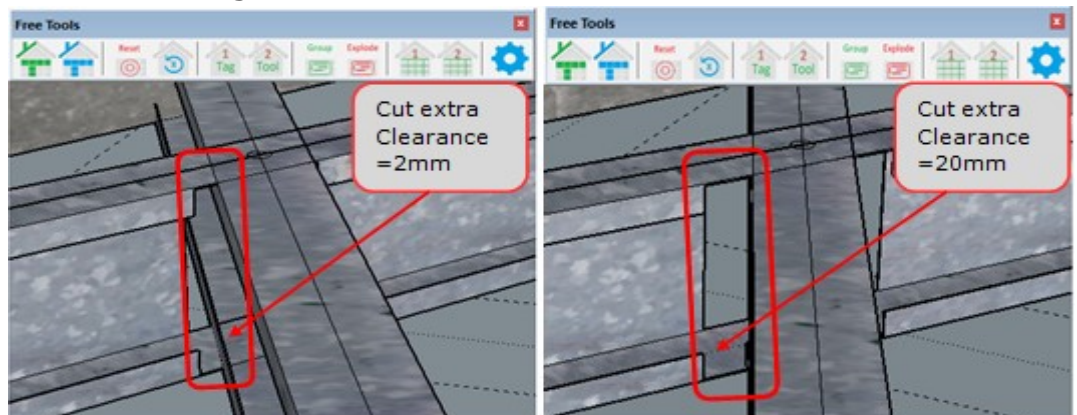 Free Tools
Reset
1
Tag
2
Tool
Group
Explode
1
2
Cut extra
Clearance
=2mm
Free Tools
Reset
1
Tag
2
Tool
Group
Explode
1
2
Cut extra
Clearance
=20mm